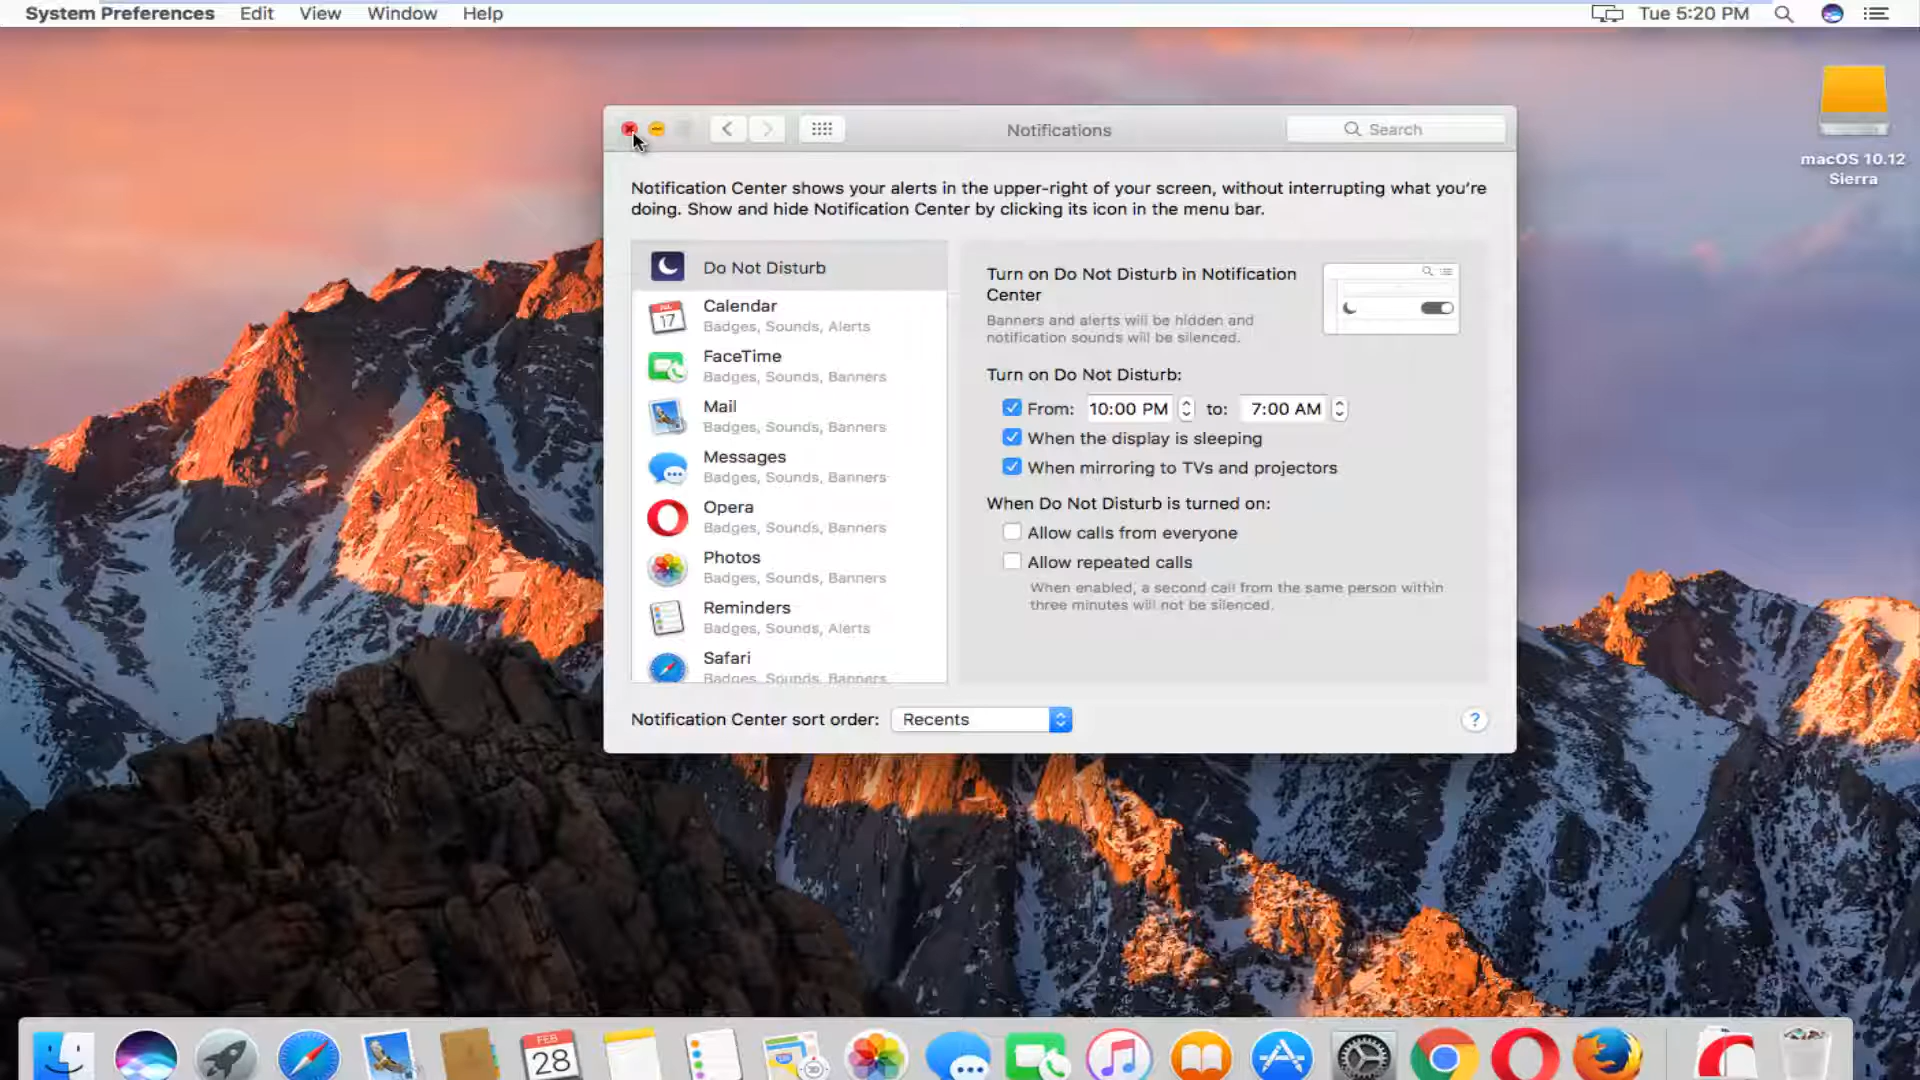 System Preferences Edit View Window Help
Tue 5:20 PM
macOS 10.12
Sierra
Notifications
Search
Notification Center shows your alerts in the upper-right of your screen, without interrupting what you're
doing. Show and hide Notification Center by clicking its icon in the menu bar.
Do Not Disturb
Calendar
Badges, Sounds, Alerts
FaceTime
Badges, Sounds, Banners
Mail
Badges, Sounds, Banners
Messages
Badges, Sounds, Banners
Opera
Badges, Sounds, Banners
Photos
Badges, Sounds, Banners
Reminders
Badges, Sounds, Alerts
Safari
Badges, Sounds, Banners
Turn on Do Not Disturb in Notification
Center
Banners and alerts will be hidden and
notification sounds will be silenced.
Turn on Do Not Disturb:
From: 10:00 PM to: 7:00 AM
When the display is sleeping
When mirroring to TVs and projectors
When Do Not Disturb is turned on:
Allow calls from everyone
Allow repeated calls
When enabled, a second call from the same person within
three minutes will not be silenced.
Notification Center sort order: Recents
?
17
FEB
28
3D